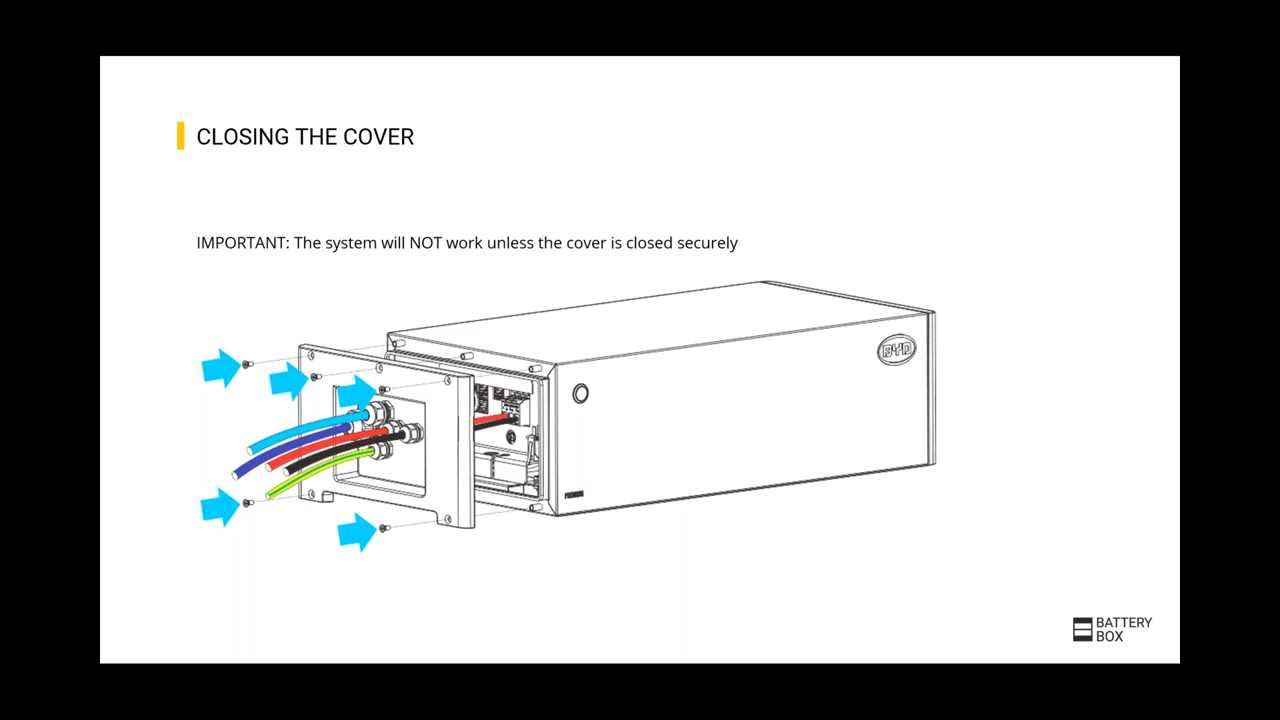 CLOSING THE COVER
IMPORTANT: The system will NOT work unless the cover is closed securely
BYD
BATTERY
BOX